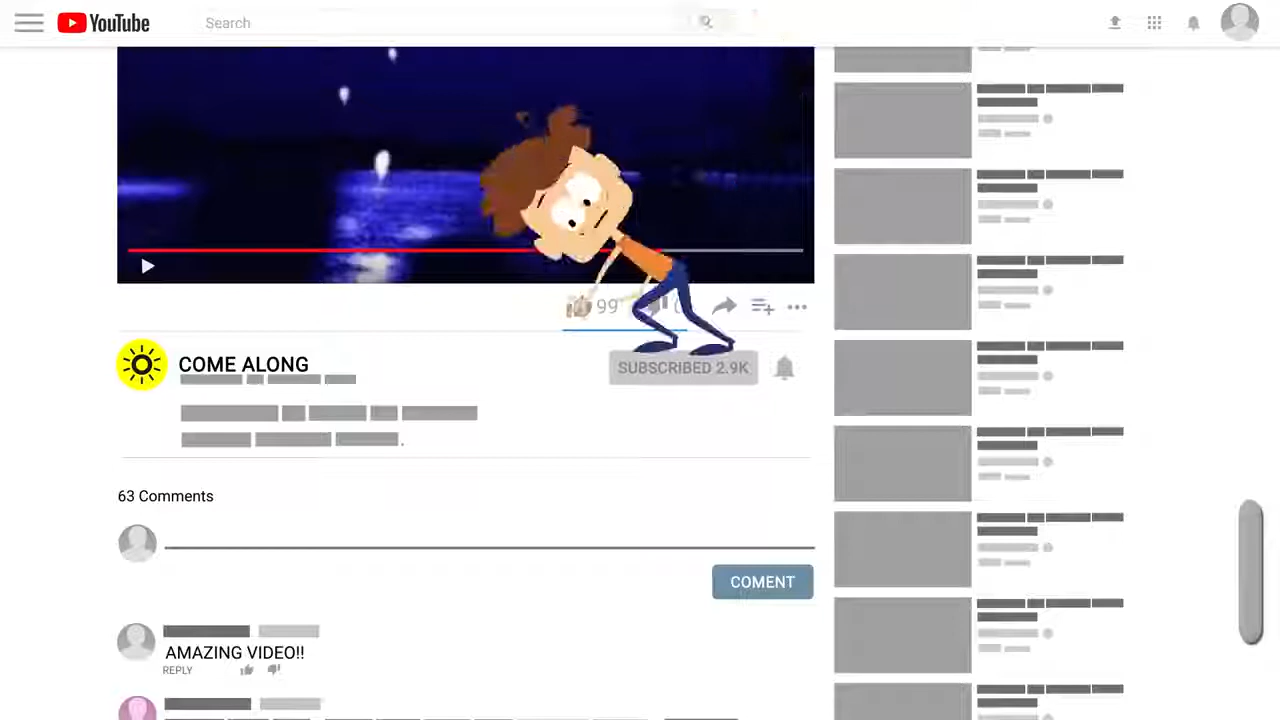 YouTube
Search
99
COME ALONG
SUBSCRIBED 2.9K
63 Comments
COMENT
AMAZING VIDEO!!
REPLY